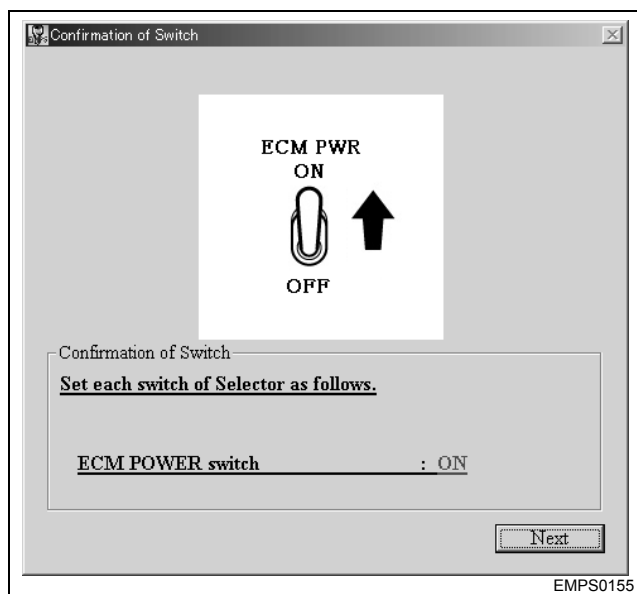 Confirmation of Switch
ECM PWR
ON
OFF
Confirmation of Switch
Set each switch of Selector as follows.
ECM POWER switch : ON
Next
EMPS0155